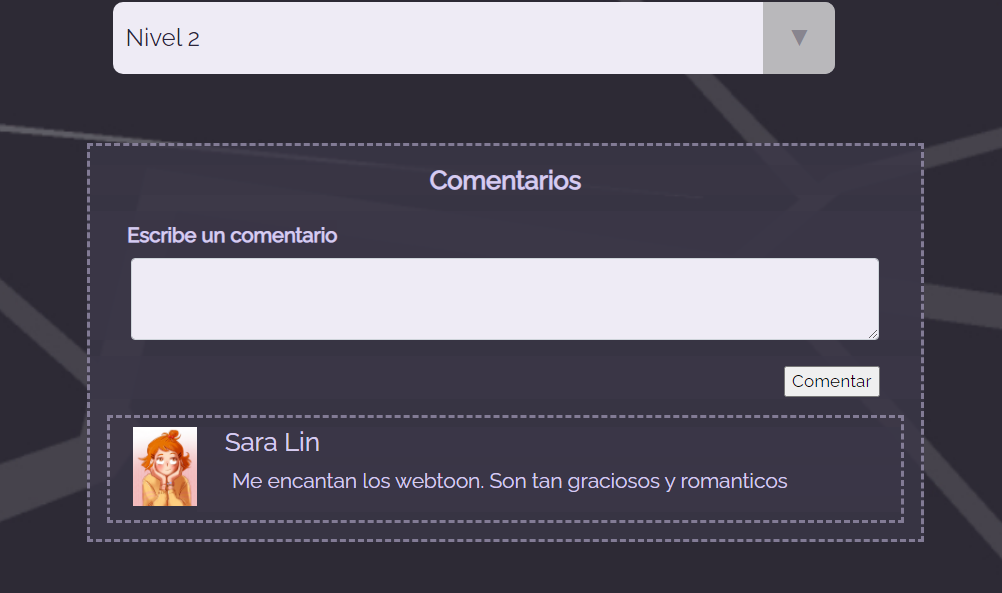 Nivel 2
Comentarios
Escribe un comentario
Comentar
Sara Lin
Me encantan los webtoon. Son tan graciosos y romanticos